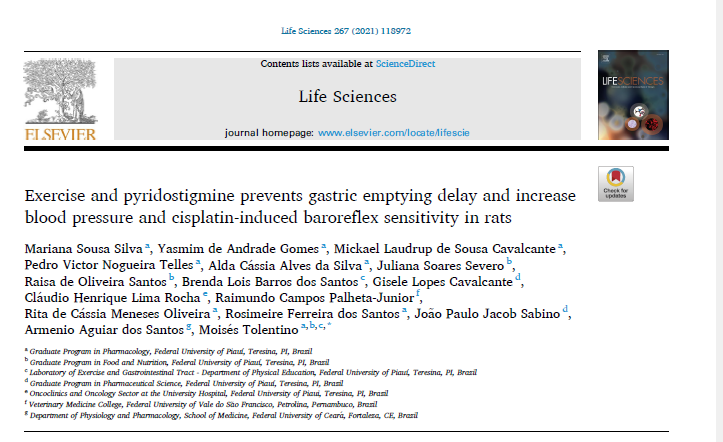 Life Sciences 267 (2021) 118972
Contents lists available at ScienceDirect
Life Sciences
journal homepage: www.elsevier.com/locate/lifescie
ELSEVIER
LIFESCIENCES
Check for
updates
Exercise and pyridostigmine prevents gastric emptying delay and increase
blood pressure and cisplatin-induced baroreflex sensitivity in rats
Mariana Sousa Silva a, Yasmim de Andrade Gomes a, Mickael Laudrup de Sousa Cavalcante a,
Pedro Victor Nogueira Telles a, Alda Cássia Alves da Silva a, Juliana Soares Severo b,
Raisa de Oliveira Santos b, Brenda Lois Barros dos Santos c, Gisele Lopes Cavalcante d,
Cláudio Henrique Lima Rocha e, Raimundo Campos Palheta-Junior f,
Rita de Cássia Meneses Oliveira a, Rosimeire Ferreira dos Santos a, João Paulo Jacob Sabino d,
Armenio Aguiar dos Santos g, Moisés Tolentino a,b,c,*
a Graduate Program in Pharmacology, Federal University of Piauí, Teresina, PI, Brazil
b Graduate Program in Food and Nutrition, Federal University of Piauí, Teresina, PI, Brazil
c Laboratory of Exercise and Gastrointestinal Tract - Department of Physical Education, Federal University of Piauí, Teresina, PI, Brazil
d Graduate Program in Pharmaceutical Science, Federal University of Piauí, Teresina, PI, Brazil
e Oncoclinics and Oncology Sector at the University Hospital, Federal University of Piauí, Teresina, PI, Brazil
f Veterinary Medicine College, Federal University of Vale do São Francisco, Petrolina, Pernambuco, Brazil
g Department of Physiology and Pharmacology, School of Medicine, Federal University of Ceará, Fortaleza, CE, Brazil